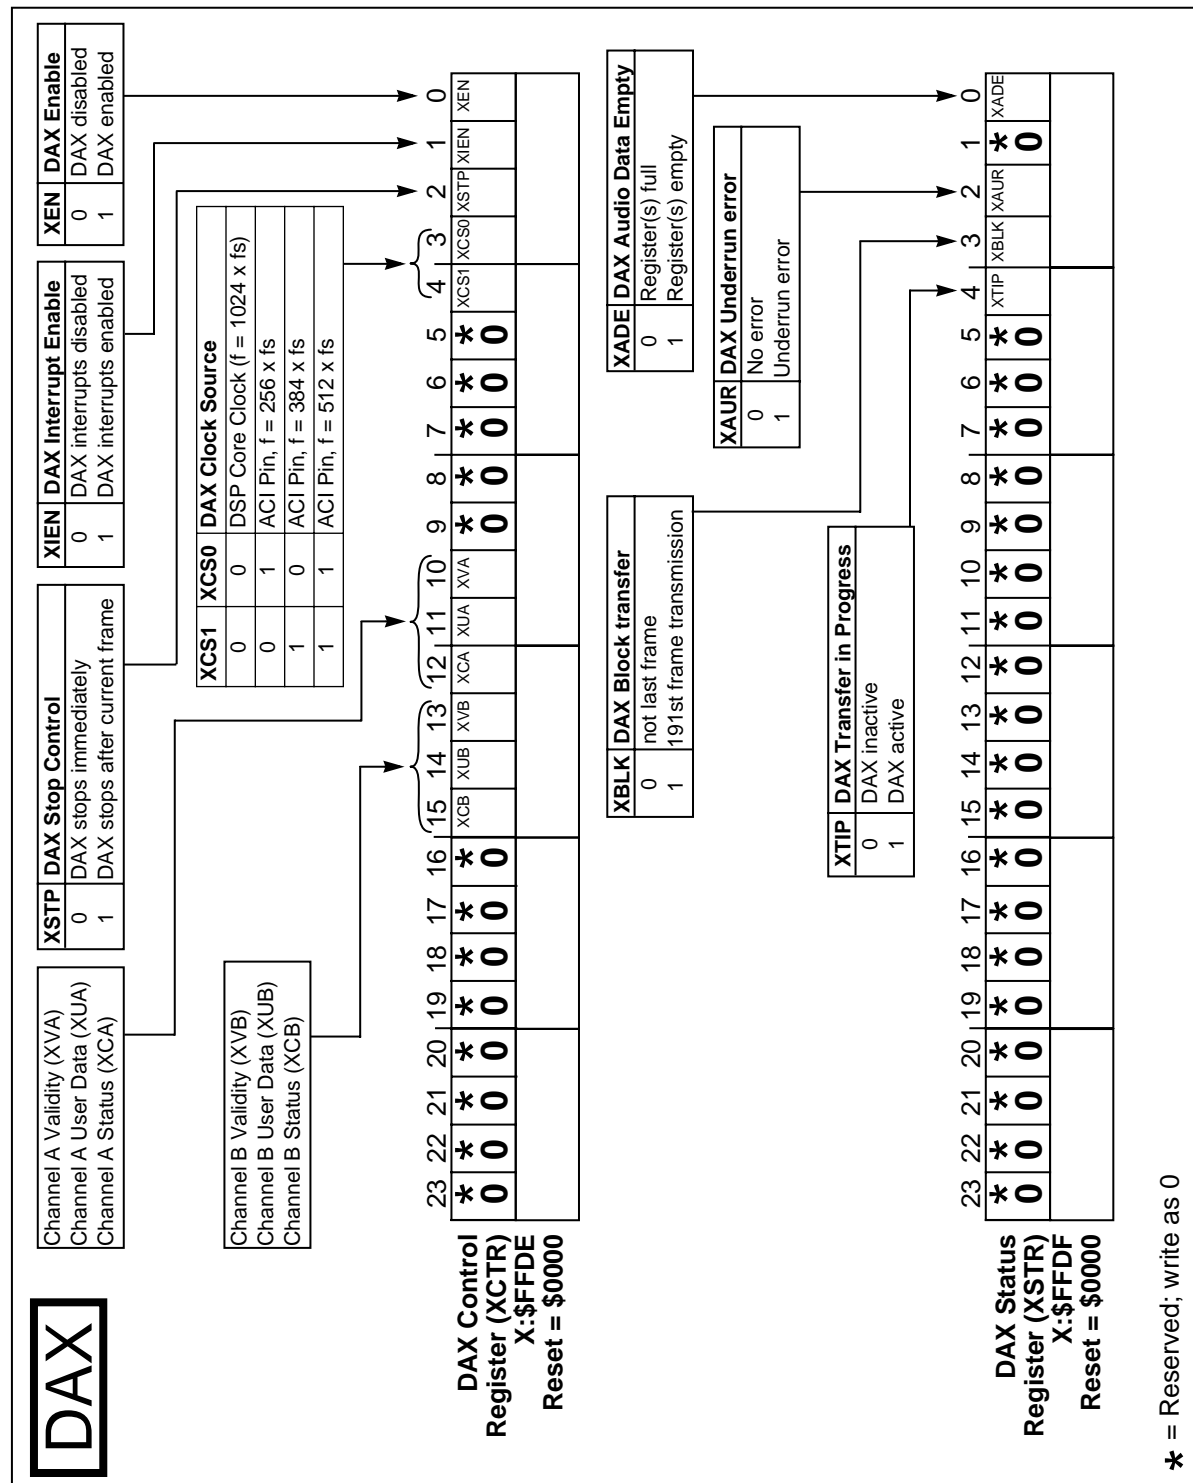 DAX
Channel A Validity (XVA)
Channel A User Data (XUA)
Channel A Status (XCA)
XSTP DAX Stop Control
0 DAX stops immediately
1 DAX stops after current frame
XIEN DAX Interrupt Enable
0 DAX interrupts disabled
1 DAX interrupts enabled
XEN DAX Enable
0 DAX disabled
1 DAX enabled
Channel B Validity (XVB)
Channel B User Data (XUB)
Channel B Status (XCB)
XCS1 XCS0 DAX Clock Source
0 0 DSP Core Clock (f = 1024 x fs)
0 1 ACI Pin, f = 256 x fs
1 0 ACI Pin, f = 384 x fs
1 1 ACI Pin, f = 512 x fs
23 22 21 20 19 18 17 16 15 14 13 12 11 10 9 8 7 6 5 4 3 2 1 0
* * * * * * * * XCB XUB XVB XCA XUA XVA * * * * * XCS1 XCS0 XSTP XIEN XEN
0 0 0 0 0 0 0 0 0 0 0 0 0
DAX Control
Register (XCTR)
X:$FFDE
Reset = $0000
XBLK DAX Block transfer
0 not last frame
1 191st frame transmission
XADE DAX Audio Data Empty
0 Register(s) full
1 Register(s) empty
XAUR DAX Underrun error
0 No error
1 Underrun error
XTIP DAX Transfer in Progress
0 DAX inactive
1 DAX active
23 22 21 20 19 18 17 16 15 14 13 12 11 10 9 8 7 6 5 4 3 2 1 0
* * * * * * * * * * * * * * * * * * * XTIP XBLK XAUR * XADE
0 0 0 0 0 0 0 0 0 0 0 0 0 0 0 0 0 0 0 0
DAX Status
Register (XSTR)
X:$FFDF
Reset = $0000
* = Reserved; write as 0